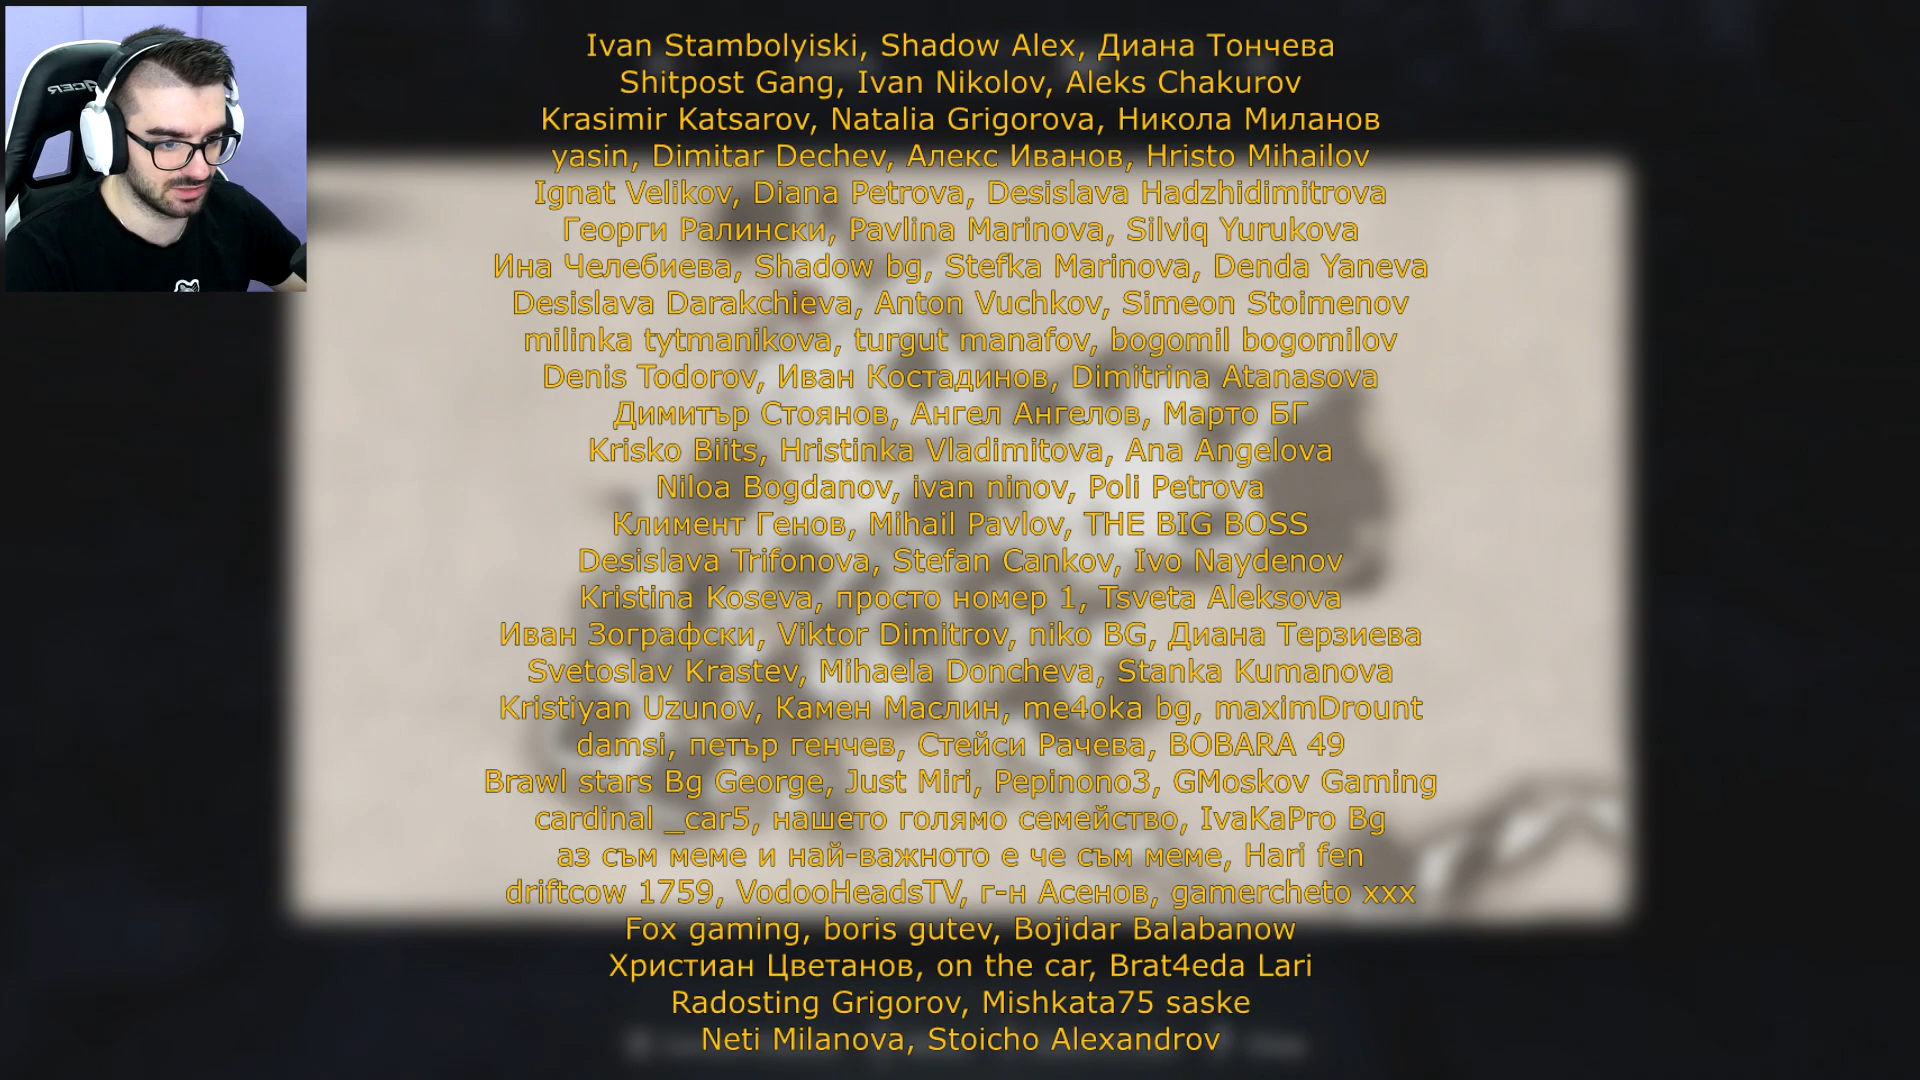 Ivan Stambolyiski, Shadow Alex, Диана Тончева
Shitpost Gang, Ivan Nikolov, Aleks Chakurov
Krasimir Katsarov, Natalia Grigorova, Никола Миланов
yasin, Dimitar Dechev, Алекс Иванов, Hristo Mihailov
Ignat Velikov, Diana Petrova, Desislava Hadzhidimitrova
Георги Ралински, Pavlina Marinova, Silviq Yurukova
Ина Челебиева, Shadow bg, Stefka Marinova, Denda Yaneva
Desislava Darakchieva, Anton Vuchkov, Simeon Stoimenov
milinka tytmanikova, turgut manafov, bogomil bogomilov
Denis Todorov, Иван Костадинов, Dimitrina Atanasova
Димитър Стоянов, Ангел Ангелов, Марто БГ
Krisko Biits, Hristinka Vladimitova, Ana Angelova
Niloa Bogdanov, ivan ninov, Poli Petrova
Климент Генов, Mihail Pavlov, THE BIG BOSS
Desislava Trifonova, Stefan Cankov, Ivo Naydenov
Kristina Koseva, просто номер 1, Tsveta Aleksova
Иван Зографски, Viktor Dimitrov, niko BG, Диана Терзиева
Svetoslav Krastev, Mihaela Doncheva, Stanka Kumanova
Kristiyan Uzunov, Камен Маслин, me4oka bg, maximDrount
damsi, петър генчев, Стейси Рачева, BOBARA 49
Brawl stars Bg George, Just Miri, Pepinono3, GMoskov Gaming
cardinal _car5, нашето голямо семейство, IvaKaPro Bg
аз съм меме и най-важното е че съм меме, Hari fen
driftcow 1759, VodooHeadsTV, г-н Асенов, gamercheto xxx
Fox gaming, boris gutev, Bojidar Balabanow
Християн Цветанов, on the car, Brat4eda Lari
Radosting Grigorov, Mishkata75 saske
Neti Milanova, Stoicho Alexandrov